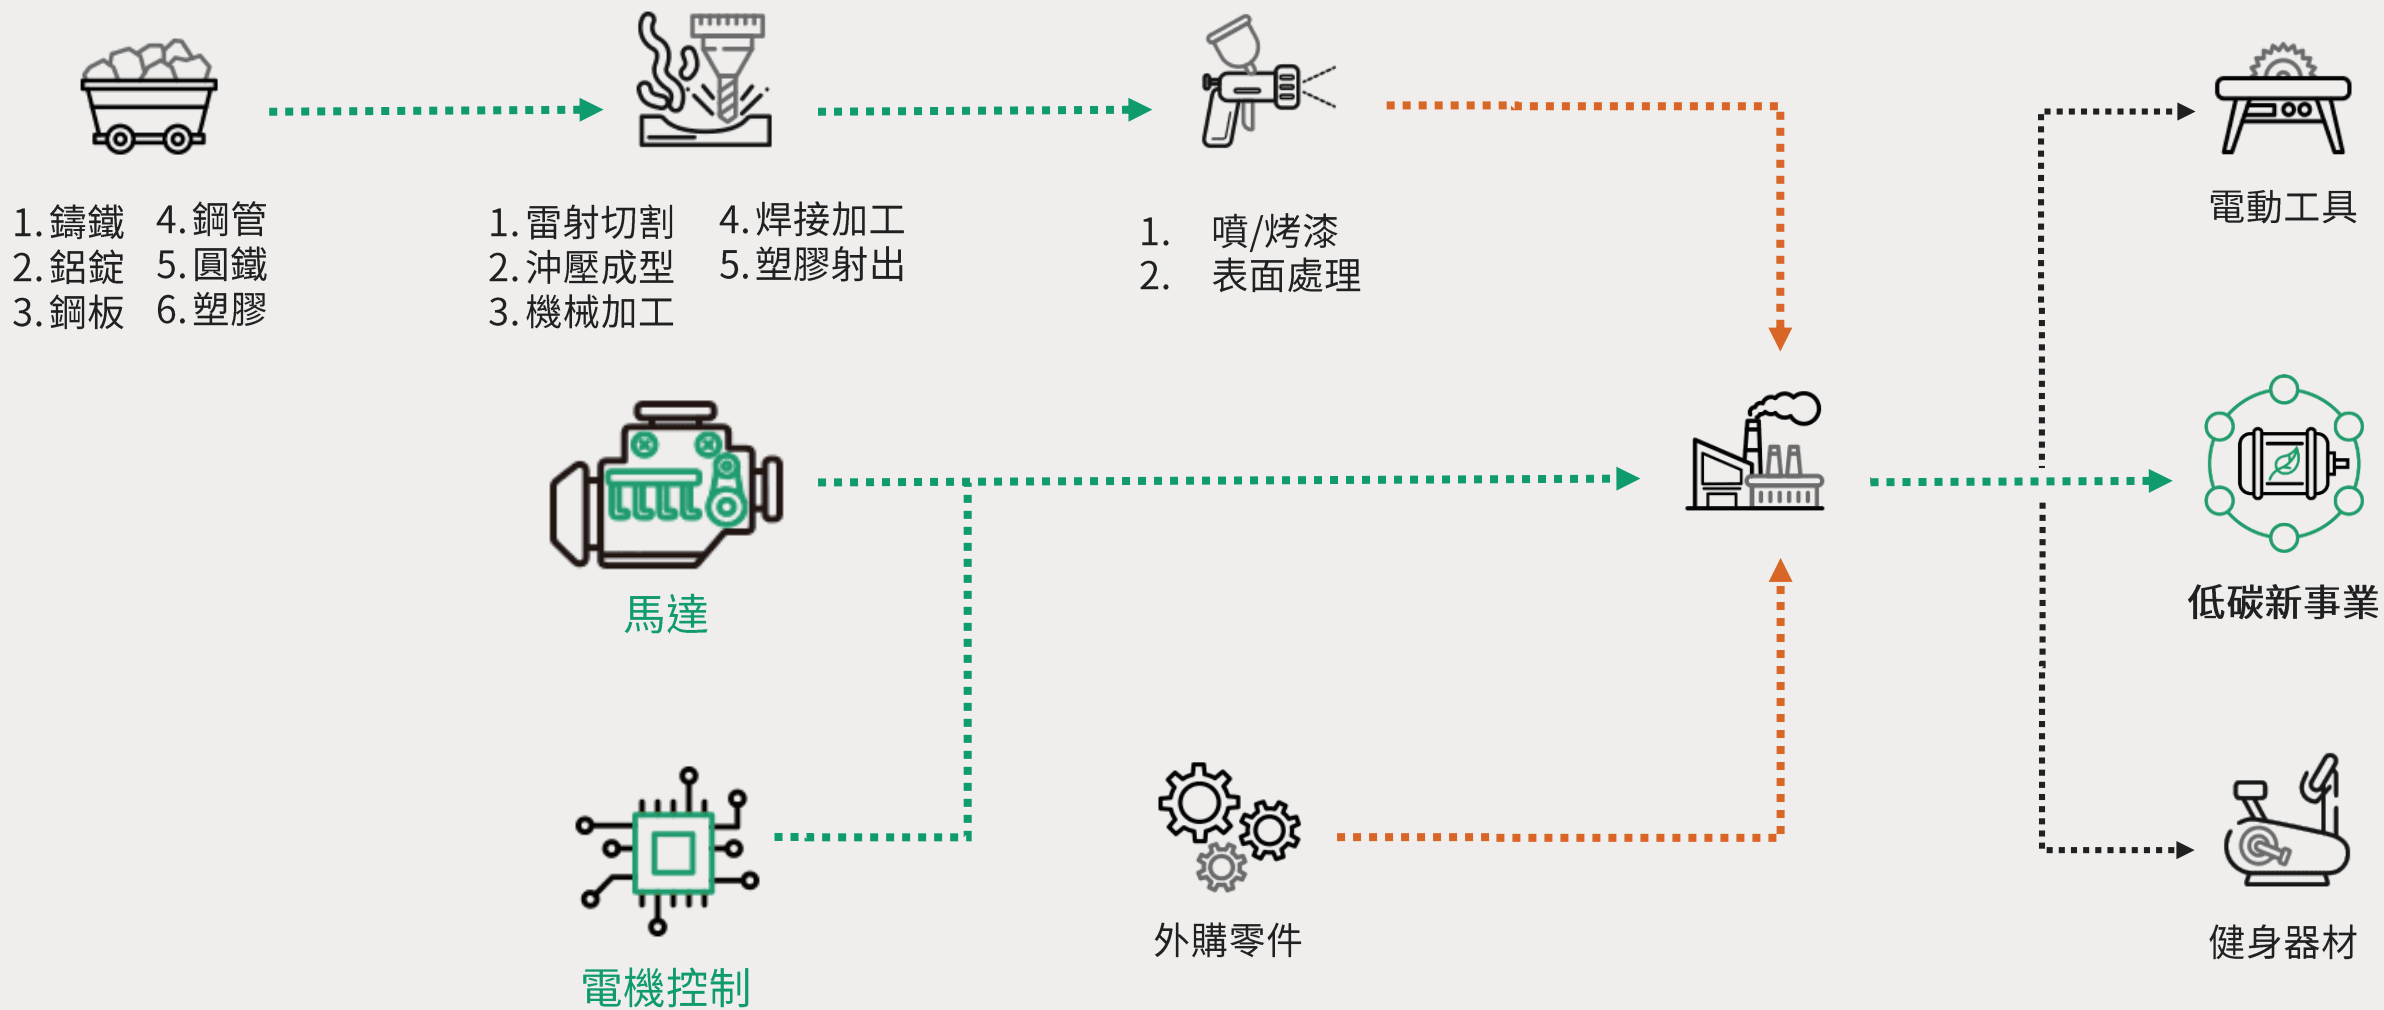 1. 鑄鐵
2. 鋁錠
3. 鋼板
4. 鋼管
5. 圓鐵
6. 塑膠
1. 雷射切割
2. 沖壓成型
3. 機械加工
4. 焊接加工
5. 塑膠射出
1. 噴/烤漆
2. 表面處理
電動工具
馬達
低碳新事業
電機控制
外購零件
健身器材